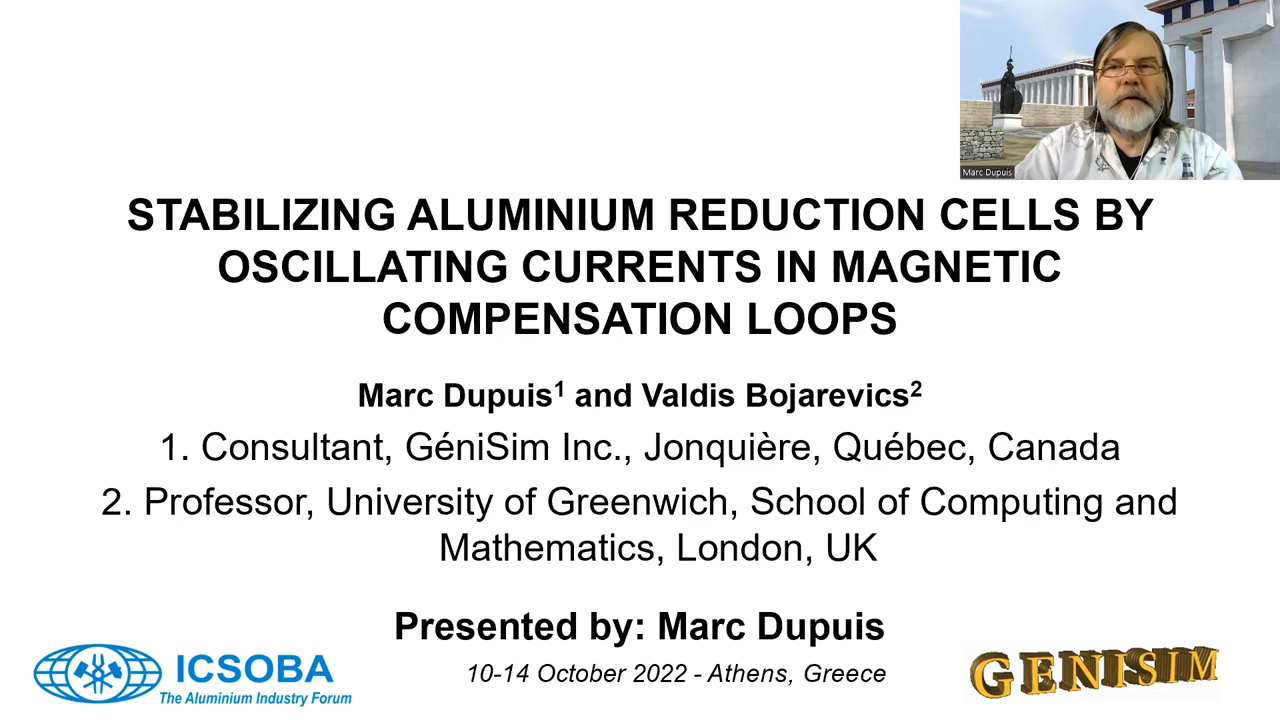 Marc Dupuis
STABILIZING ALUMINIUM REDUCTION CELLS BY
OSCILLATING CURRENTS IN MAGNETIC
COMPENSATION LOOPS
Marc Dupuis¹ and Valdis Bojarevics²
1. Consultant, GéniSim Inc., Jonquière, Québec, Canada
2. Professor, University of Greenwich, School of Computing and
Mathematics, London, UK
Presented by: Marc Dupuis
10-14 October 2022 - Athens, Greece
ICSOBA
The Aluminium Industry Forum
GENISIM